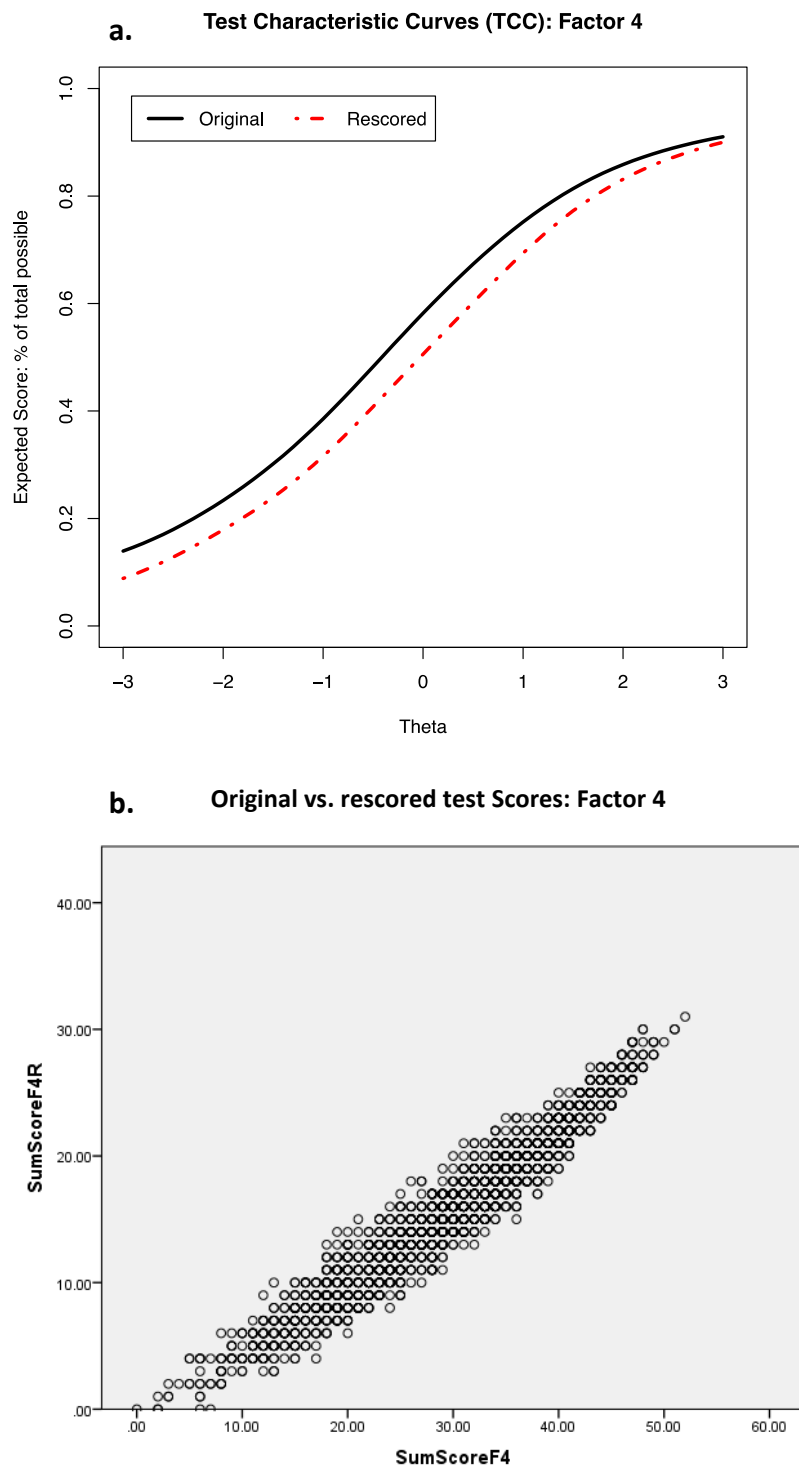 a. Test Characteristic Curves (TCC): Factor 4
Original Rescored
Expected Score: % of total possible
1.0
0.8
0.6
0.4
0.2
0.0
−3 −2 −1 0 1 2 3
Theta
b. Original vs. rescored test Scores: Factor 4
SumScoreF4R
40.00
30.00
20.00
10.00
.00
.00 10.00 20.00 30.00 40.00 50.00 60.00
SumScoreF4